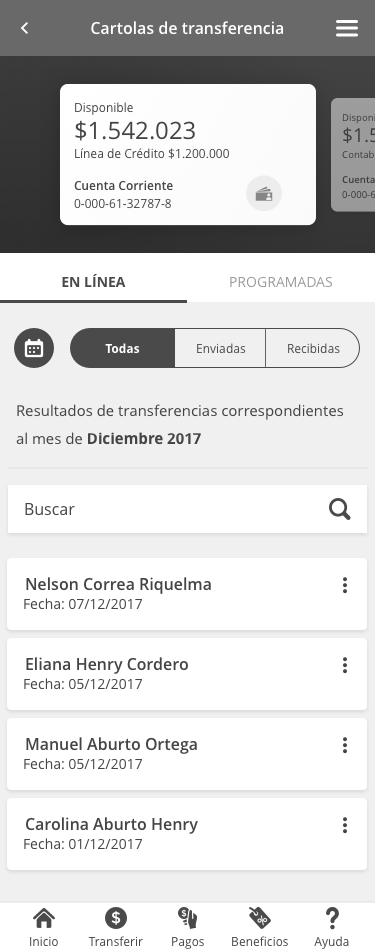 Cartolas de transferencia
Disponible
$1.542.023
Línea de Crédito $1.200.000
Cuenta Corriente
0-000-61-32787-8
$1.5
Cuenta
0-000-6
EN LÍNEA
PROGRAMADAS
Todas
Enviadas
Recibidas
Resultados de transferencias correspondientes
al mes de Diciembre 2017
Buscar
Nelson Correa Riquelma
Fecha: 07/12/2017
Eliana Henry Cordero
Fecha: 05/12/2017
Manuel Aburto Ortega
Fecha: 05/12/2017
Carolina Aburto Henry
Fecha: 01/12/2017
Inicio
Transferir
Pagos
Beneficios
Ayuda